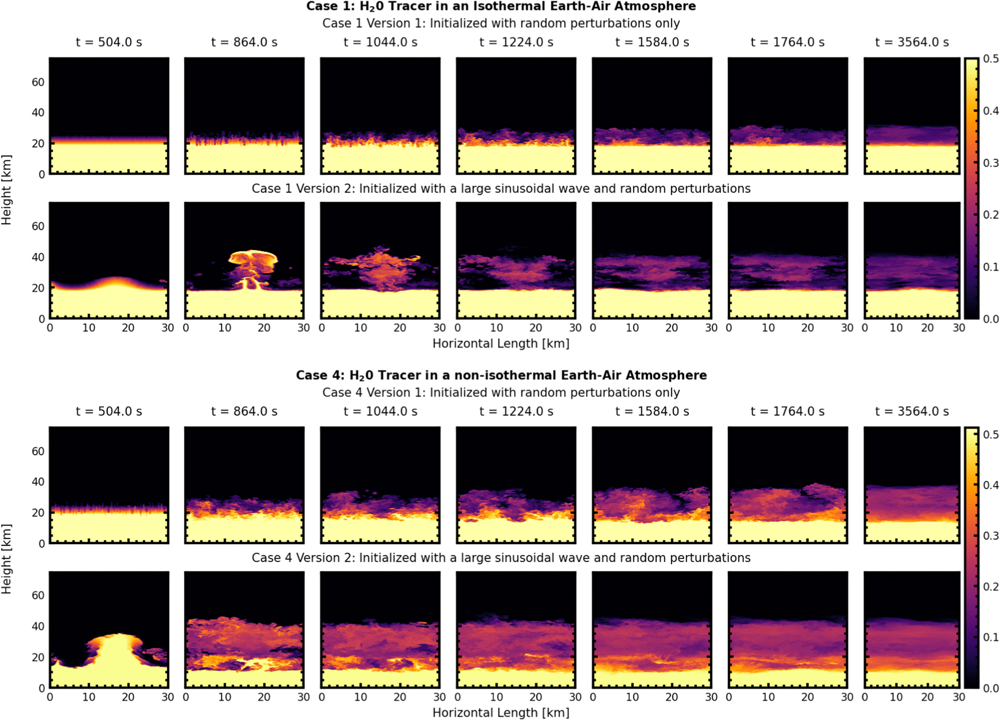 Case 1: H₂0 Tracer in an Isothermal Earth-Air Atmosphere
Case 1 Version 1: Initialized with random perturbations only
t = 504.0 s t = 864.0 s t = 1044.0 s t = 1224.0 s t = 1584.0 s t = 1764.0 s t = 3564.0 s
60
40
20
0
Case 1 Version 2: Initialized with a large sinusoidal wave and random perturbations
60
40
20
0
Height [km]
0 10 20 30 0 10 20 30 0 10 20 30 0 10 20 30 0 10 20 30 0 10 20 30 0 10 20 30
Horizontal Length [km]
0.5
0.4
0.3
0.2
0.1
0.0
Case 4: H₂0 Tracer in a non-isothermal Earth-Air Atmosphere
Case 4 Version 1: Initialized with random perturbations only
t = 504.0 s t = 864.0 s t = 1044.0 s t = 1224.0 s t = 1584.0 s t = 1764.0 s t = 3564.0 s
60
40
20
0
Case 4 Version 2: Initialized with a large sinusoidal wave and random perturbations
60
40
20
0
Height [km]
0 10 20 30 0 10 20 30 0 10 20 30 0 10 20 30 0 10 20 30 0 10 20 30 0 10 20 30
Horizontal Length [km]
0.5
0.4
0.3
0.2
0.1
0.0